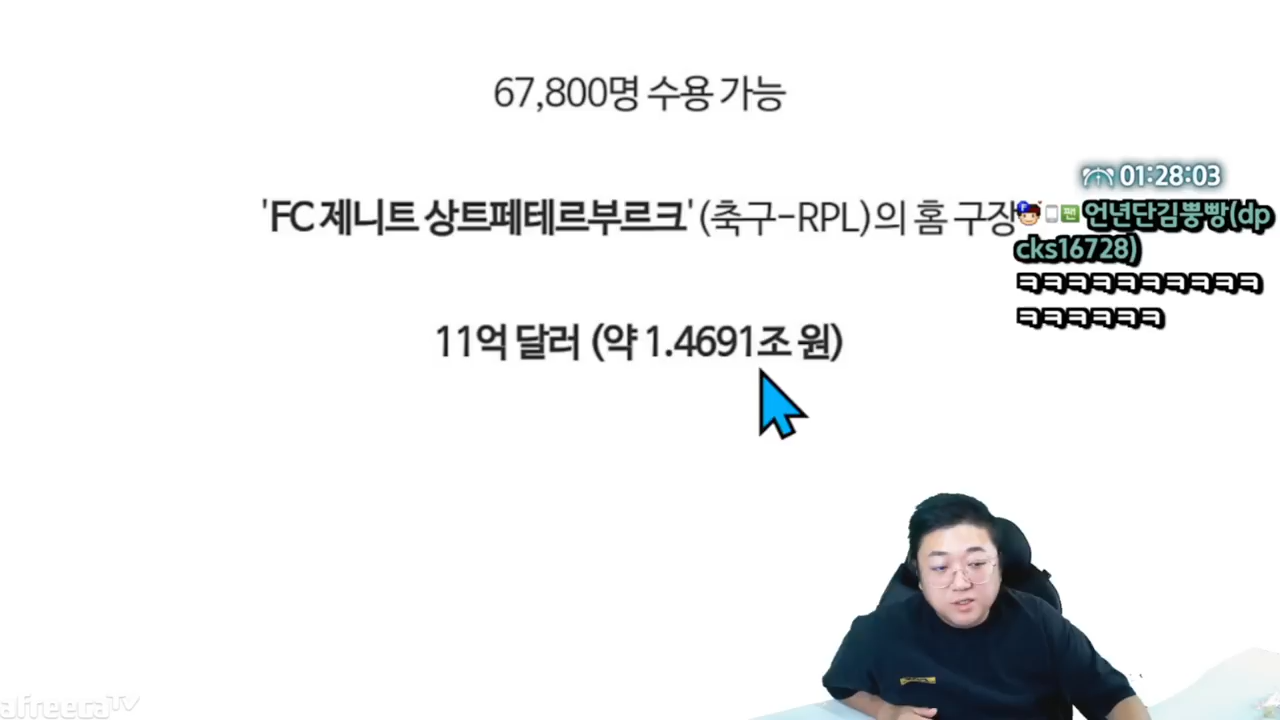 67,800명 수용 가능
'FC 제니트 상트페테르부르크' (축구-RPL)의 홈 구장
11억 달러 (약 1.4691조 원)
01:28:03
팬 언년단김뿡빵(dp
cks16728)
ㅋㅋㅋㅋㅋㅋㅋㅋㅋㅋ
ㅋㅋㅋㅋㅋㅋ
afreecaTV